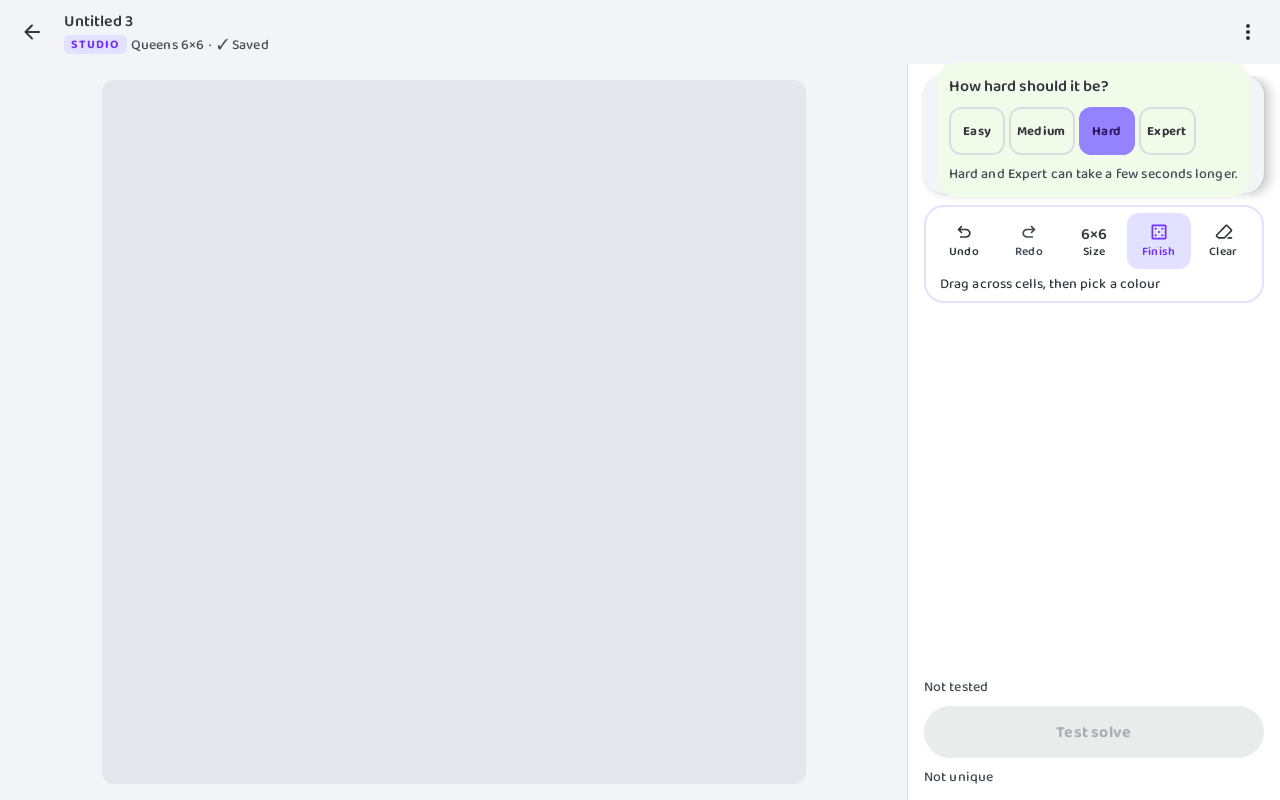 Untitled 3
STUDIO Queens 6×6 · ✓ Saved
How hard should it be?
Easy Medium Hard Expert
Hard and Expert can take a few seconds longer.
Undo Redo 6×6 Size Finish Clear
Drag across cells, then pick a colour
Not tested
Test solve
Not unique